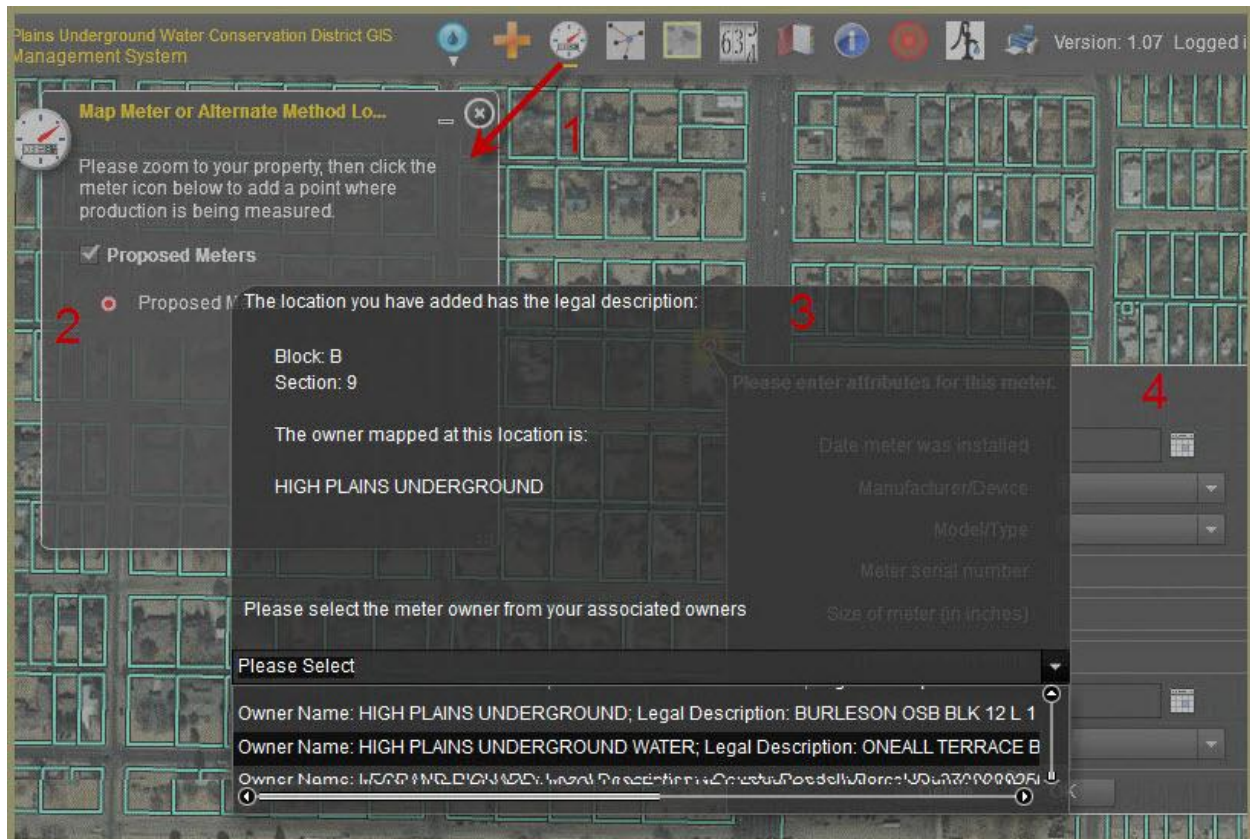 Plains Underground Water Conservation District GIS
Management System
63
Version: 1.07 Logged i
1
Map Meter or Alternate Method Lo...
Please zoom to your property, then click the
meter icon below to add a point where
production is being measured.
Proposed Meters
Proposed M
2
The location you have added has the legal description:
3
Block: B
Section: 9
The owner mapped at this location is:
HIGH PLAINS UNDERGROUND
Please select the meter owner from your associated owners
Please Select
Owner Name: HIGH PLAINS UNDERGROUND; Legal Description: BURLESON OSB BLK 12 L 1
Owner Name: HIGH PLAINS UNDERGROUND WATER; Legal Description: ONEALL TERRACE B
Owner Name:
4
Please enter attributes for this meter.
Date meter was installed
Manufacturer/Device
Model/Type
Meter serial number
Size of meter (in inches)
K